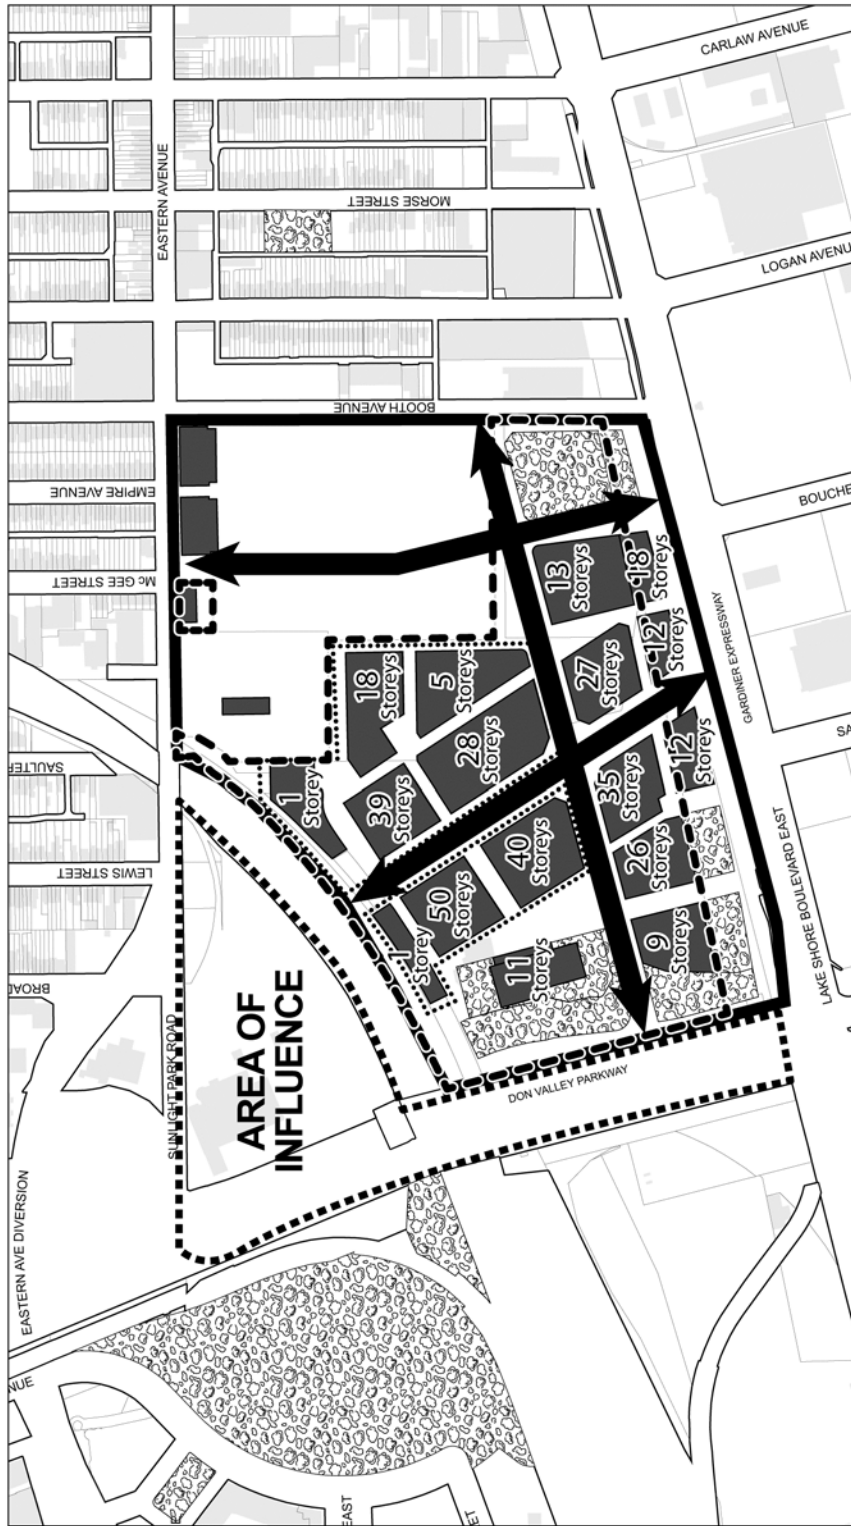 CARLAW AVENUE
EASTERN AVENUE
MORSE STREET
LOGAN AVENU
BOOTH AVENUE
EMPIRE AVENUE
BOUCHE
Mc GEE STREET
13
Storeys
18
Storeys
12
Storeys
GARDINER EXPRESSWAY
18
Storeys
5
Storeys
27
Storeys
SAULTER
28
Storeys
SA
1
Storey
39
Storeys
35
Storeys
12
Storeys
LEWIS STREET
40
Storeys
26
Storeys
LAKE SHORE BOULEVARD EAST
50
Storeys
1
Storey
11
Storeys
9
Storeys
BROAD
SUNLIGHT PARK ROAD
AREA OF
INFLUENCE
DON VALLEY PARKWAY
EASTERN AVE DIVERSION
NUE
EAST
ET